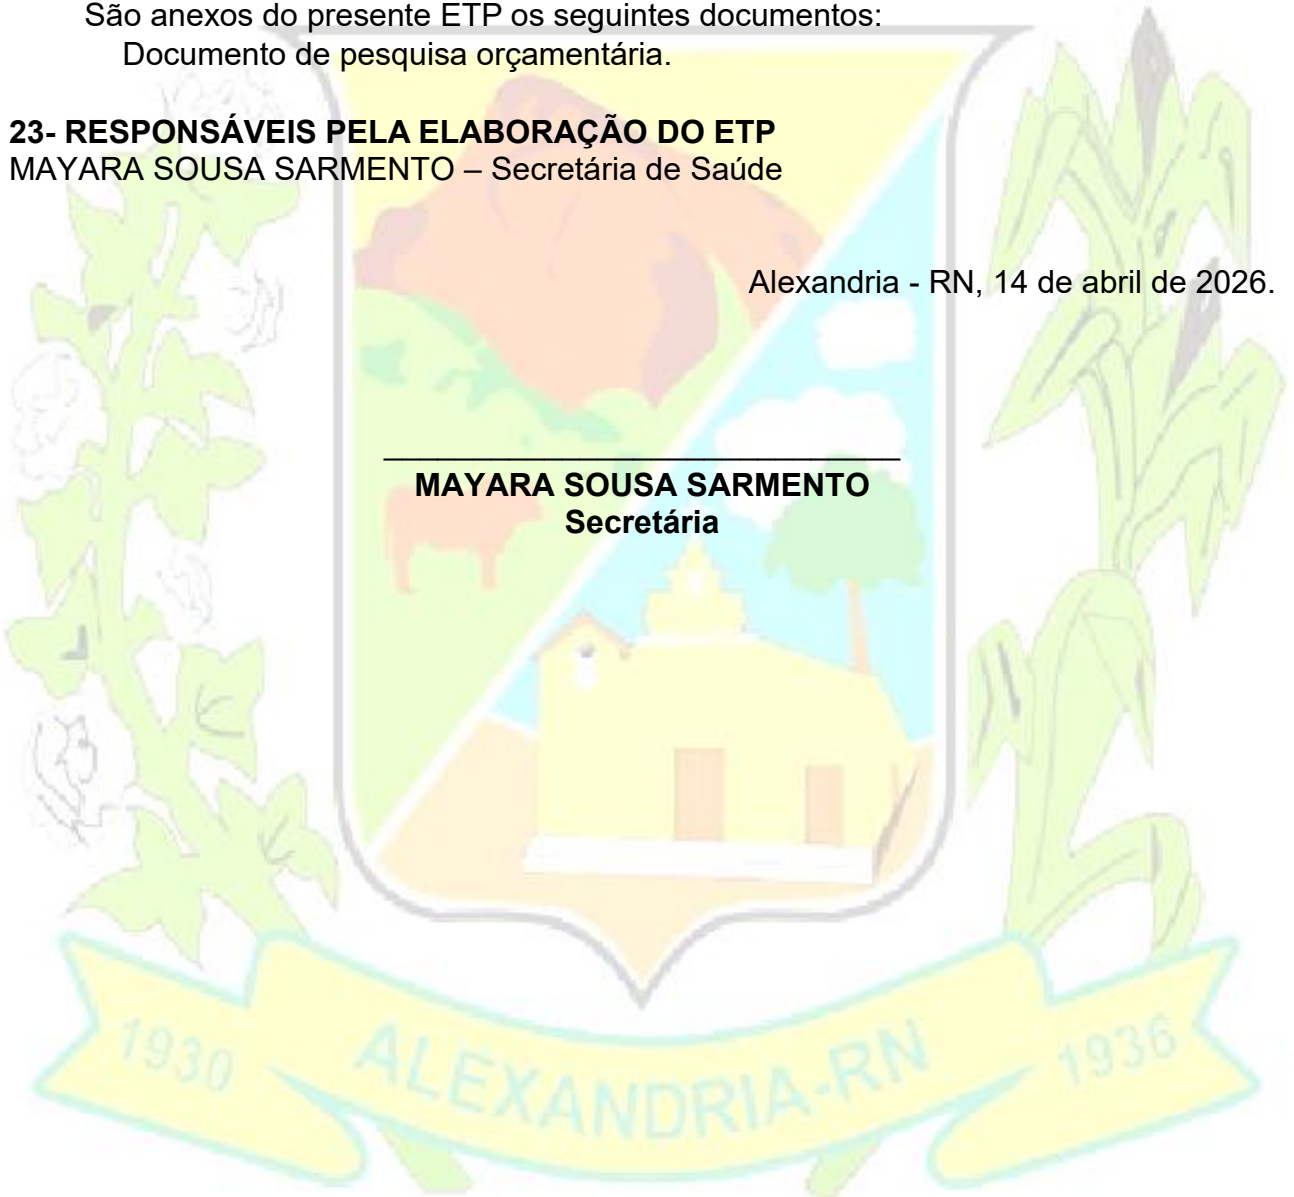 São anexos do presente ETP os seguintes documentos:
Documento de pesquisa orçamentária.
23- RESPONSÁVEIS PELA ELABORAÇÃO DO ETP
MAYARA SOUSA SARMENTO – Secretária de Saúde
Alexandria - RN, 14 de abril de 2026.
MAYARA SOUSA SARMENTO
Secretária
1930 ALEXANDRIA-RN 1936